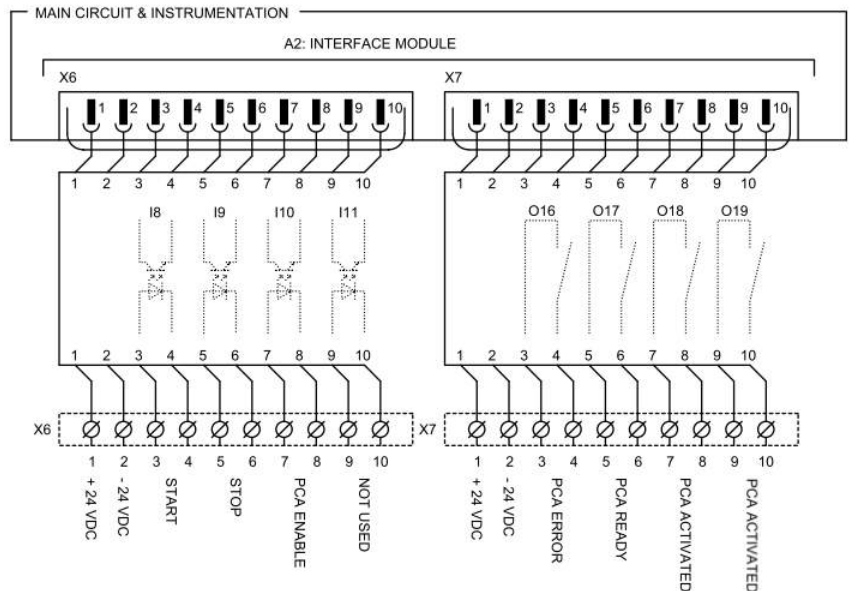 MAIN CIRCUIT & INSTRUMENTATION
A2: INTERFACE MODULE
X6 X7
1 2 3 4 5 6 7 8 9 10 1 2 3 4 5 6 7 8 9 10
1 2 3 4 5 6 7 8 9 10 1 2 3 4 5 6 7 8 9 10
I8 I9 I10 I11 O16 O17 O18 O19
1 2 3 4 5 6 7 8 9 10 1 2 3 4 5 6 7 8 9 10
X6 X7
1 2 3 4 5 6 7 8 9 10 1 2 3 4 5 6 7 8 9 10
+ 24 VDC
- 24 VDC
START
STOP
PCA ENABLE
NOT USED
+ 24 VDC
- 24 VDC
PCA ERROR
PCA READY
PCA ACTIVATED
PCA ACTIVATED